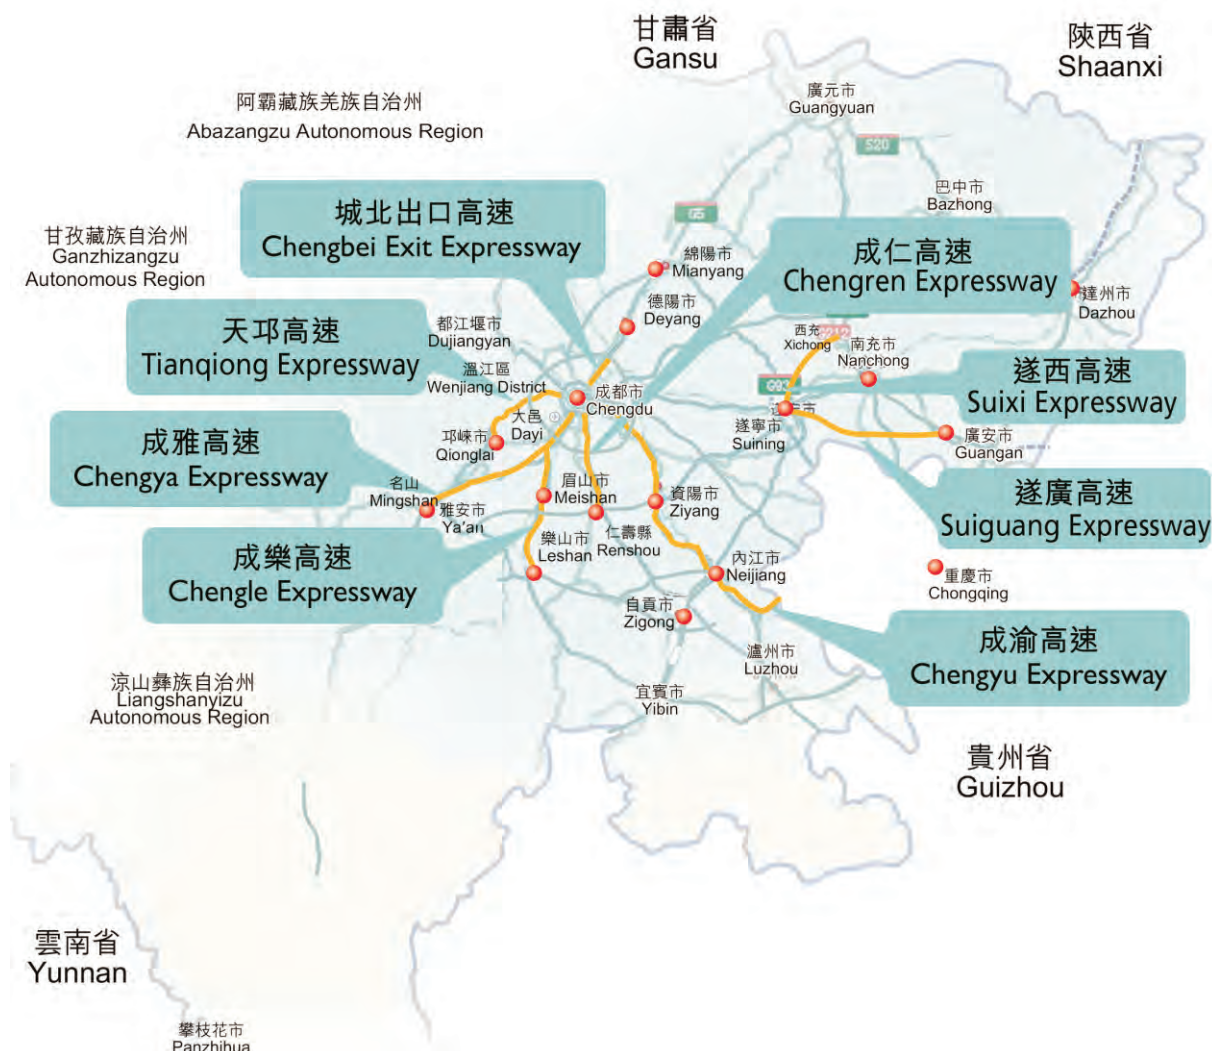 甘肅省
Gansu
陝西省
Shaanxi
廣元市
Guangyuan
阿霸藏族羌族自治州
Abazangzu Autonomous Region
S20
巴中市
Bazhong
G5
城北出口高速
Chengbei Exit Expressway
甘孜藏族自治州
Ganzhizangzu
Autonomous Region
綿陽市
Mianyang
成仁高速
Chengren Expressway
達州市
Dazhou
德陽市
Deyang
天邛高速
Tianqiong Expressway
都江堰市
Dujiangyan
西充
Xichong
南充市
Nanchong
溫江區
Wenjiang District
遂西高速
Suixi Expressway
成都市
Chengdu
大邑
Dayi
遂寧市
Suining
成雅高速
Chengya Expressway
邛崍市
Qionglai
廣安市
Guangan
名山
Mingshan
雅安市
Ya'an
眉山市
Meishan
資陽市
Ziyang
遂廣高速
Suiguang Expressway
成樂高速
Chengle Expressway
樂山市
Leshan
仁壽縣
Renshou
內江市
Neijiang
重慶市
Chongqing
自貢市
Zigong
成渝高速
Chengyu Expressway
瀘州市
Luzhou
宜賓市
Yibin
涼山彝族自治州
Liangshanyizu
Autonomous Region
貴州省
Guizhou
雲南省
Yunnan
攀枝花市
Panzhihua